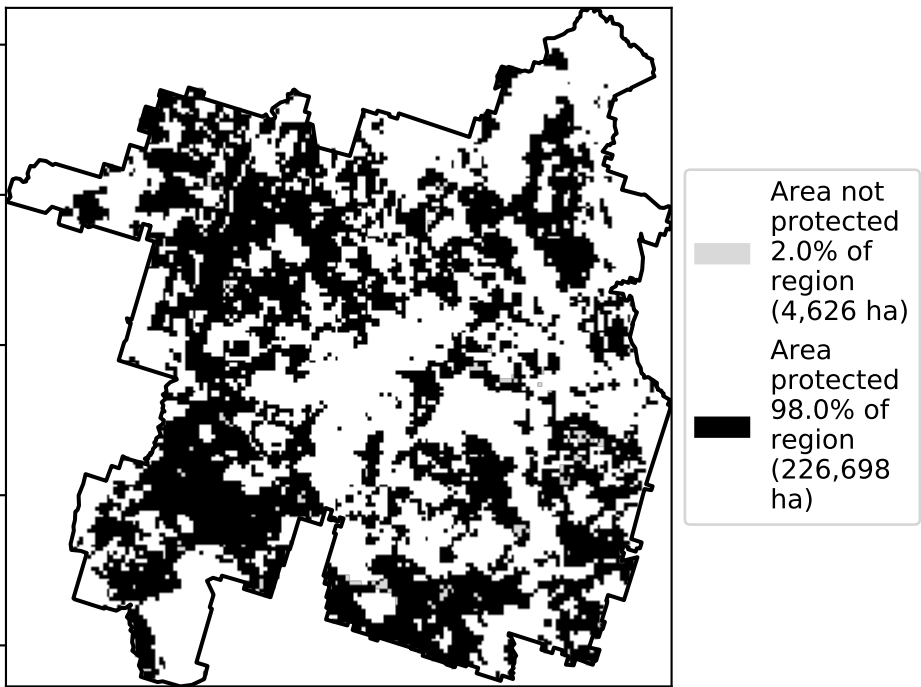 Area not
protected
2.0% of
region
(4,626 ha)
Area
protected
98.0% of
region
(226,698
ha)